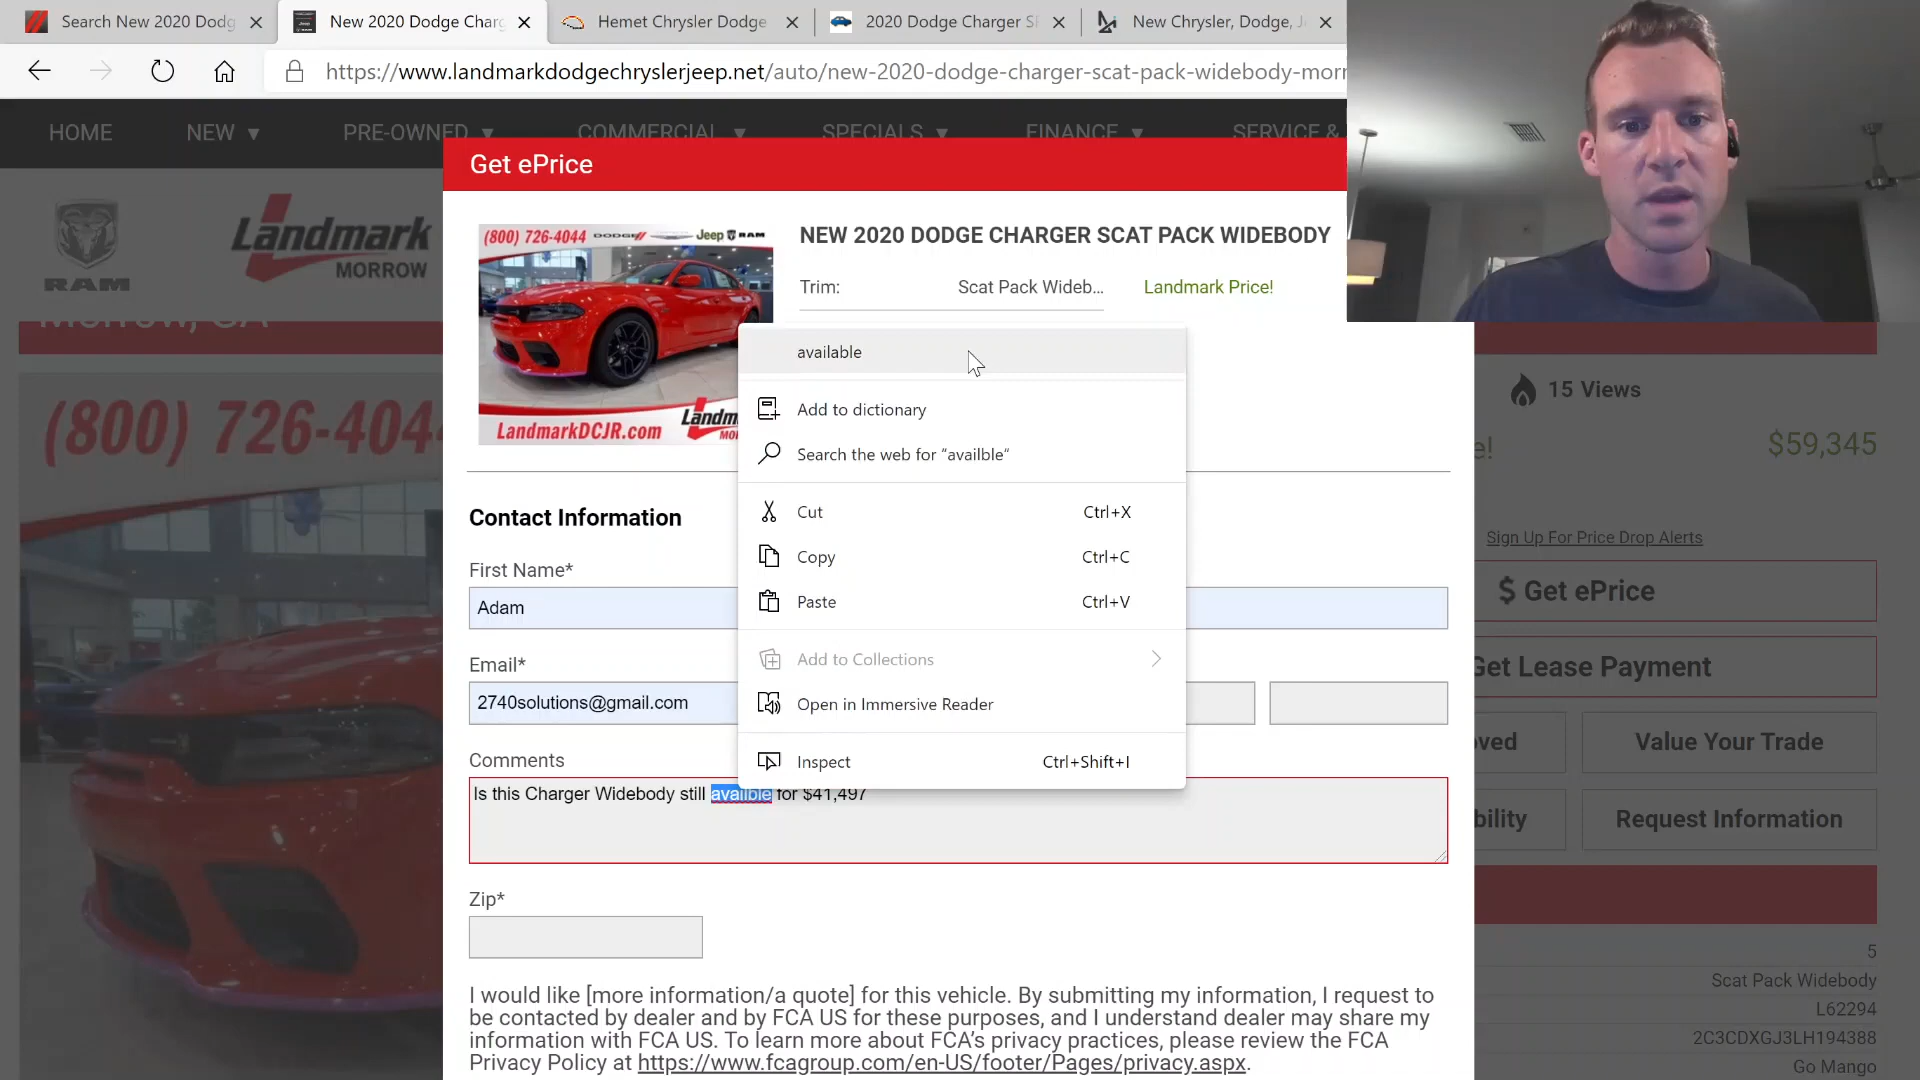 Search New 2020 Dodg
New 2020 Dodge Charg
Hemet Chrysler Dodge
2020 Dodge Charger S
New Chrysler, Dodge, J
https://www.landmarkdodgechryslerjeep.net/auto/new-2020-dodge-charger-scat-pack-widebody-morr
HOME
NEW ▼
PRE-OWNED ▼
COMMERCIAL ▼
SPECIALS ▼
FINANCE ▼
SERVICE &
Get ePrice
RAM
Landmark
MORROW
Morrow, GA
(800) 726-4044 DODGE Jeep RAM
LandmarkDCJR.com
NEW 2020 DODGE CHARGER SCAT PACK WIDEBODY
Trim:
Scat Pack Wideb...
Landmark Price!
available
Add to dictionary
Search the web for “availble”
Cut
Ctrl+X
Copy
Ctrl+C
Paste
Ctrl+V
Add to Collections
Open in Immersive Reader
Inspect
Ctrl+Shift+I
Contact Information
First Name*
Adam
Email*
2740solutions@gmail.com
Comments
Is this Charger Widebody still availble for $41,497
Zip*
I would like [more information/a quote] for this vehicle. By submitting my information, I request to
be contacted by dealer and by FCA US for these purposes, and I understand dealer may share my
information with FCA US. To learn more about FCA's privacy practices, please review the FCA
Privacy Policy at https://www.fcagroup.com/en-US/footer/Pages/privacy.aspx.
(800) 726-404
15 Views
e!
$59,345
Sign Up For Price Drop Alerts
$ Get ePrice
Get Lease Payment
oved
Value Your Trade
bility
Request Information
5
Scat Pack Widebody
L62294
2C3CDXGJ3LH194388
Go Mango